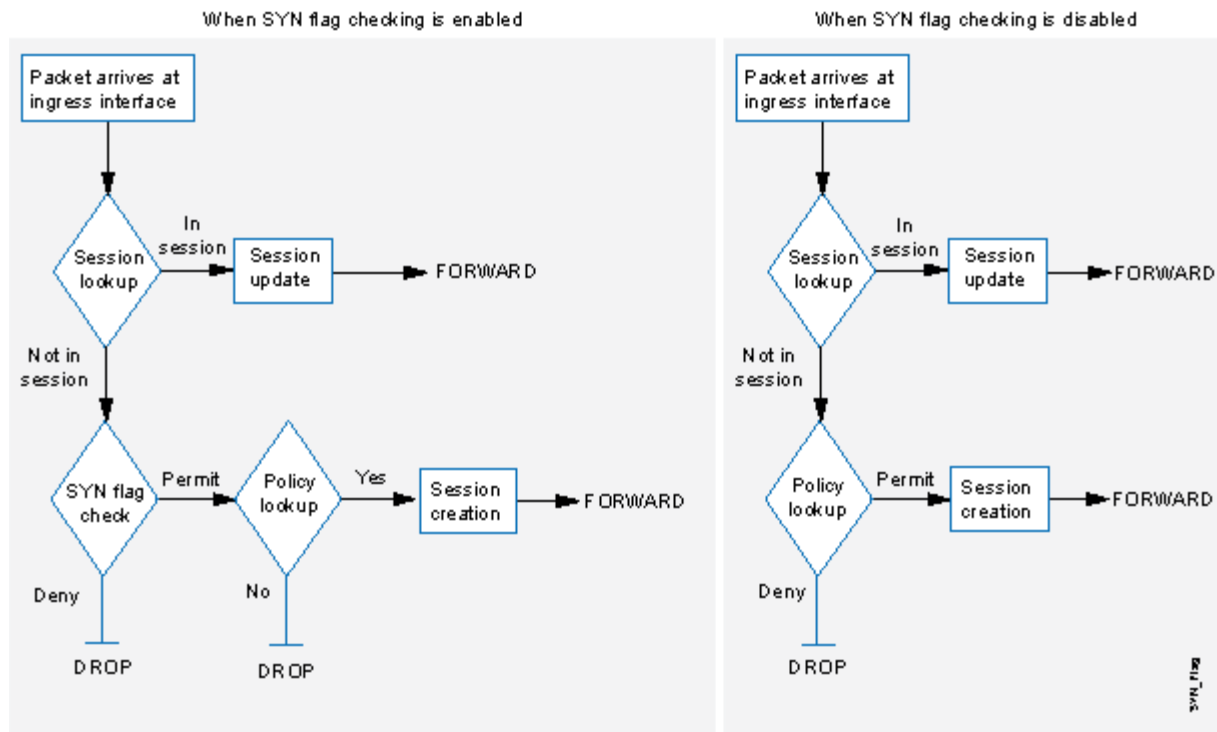 When SYN flag checking is enabled
Packet arrives at
ingress interface
In
session
Session
lookup
Session
update
FORWARD
Not in
session
SYN flag
check
Permit
Policy
lookup
Yes
Session
creation
FORWARD
Deny
No
DROP
DROP
When SYN flag checking is disabled
Packet arrives at
ingress interface
In
session
Session
lookup
Session
update
FORWARD
Not in
session
Policy
lookup
Permit
Session
creation
FORWARD
Deny
DROP